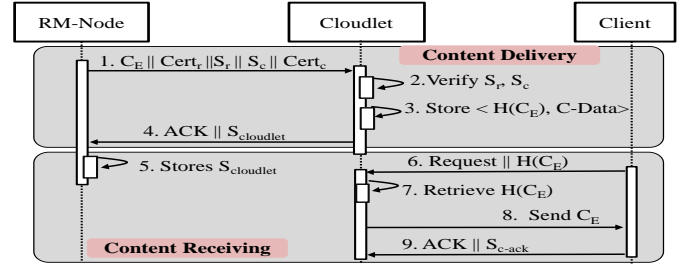 RM-Node Cloudlet Client
Content Delivery
1. C_E || Cert_r ||S_r || S_c || Cert_c
2.Verify S_r, S_c
3. Store < H(C_E), C-Data>
4. ACK || S_cloudlet
5. Stores S_cloudlet
6. Request || H(C_E)
7. Retrieve H(C_E)
8. Send C_E
9. ACK || S_c-ack
Content Receiving